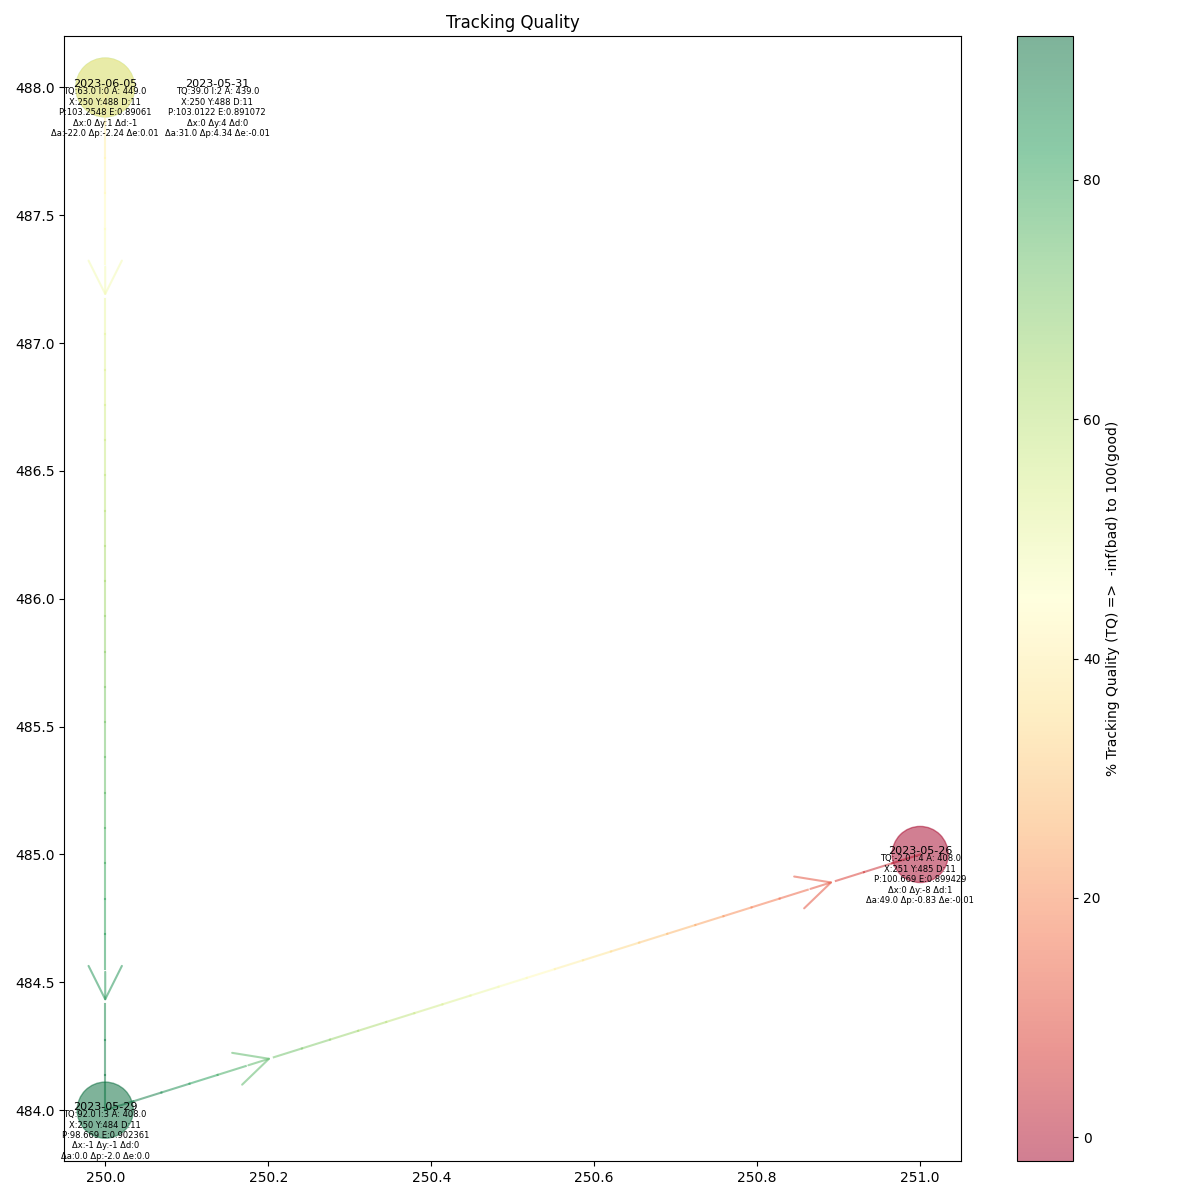 Tracking Quality
488.0
487.5
487.0
486.5
486.0
485.5
485.0
484.5
484.0
2023-06-05
TQ:63.0 I:0 A: 449.0
X:250 Y:488 D:11
P:103.2548 E:0.89061
Δx:0 Δy:1 Δd:-1
Δa:-22.0 Δp:-2.24 Δe:0.01
2023-05-31
TQ:39.0 I:2 A: 439.0
X:250 Y:488 D:11
P:103.0122 E:0.891072
Δx:0 Δy:4 Δd:0
Δa:31.0 Δp:4.34 Δe:-0.01
2023-05-26
TQ:-2.0 I:4 A: 408.0
X:251 Y:485 D:11
P:100.669 E:0.899429
Δx:0 Δy:-8 Δd:1
Δa:49.0 Δp:-0.83 Δe:-0.01
2023-05-29
TQ:92.0 I:3 A: 408.0
X:250 Y:484 D:11
P:98.669 E:0.902361
Δx:-1 Δy:-1 Δd:0
Δa:0.0 Δp:-2.0 Δe:0.0
250.0 250.2 250.4 250.6 250.8 251.0
80
60
40
20
0
% Tracking Quality (TQ) => -inf(bad) to 100(good)